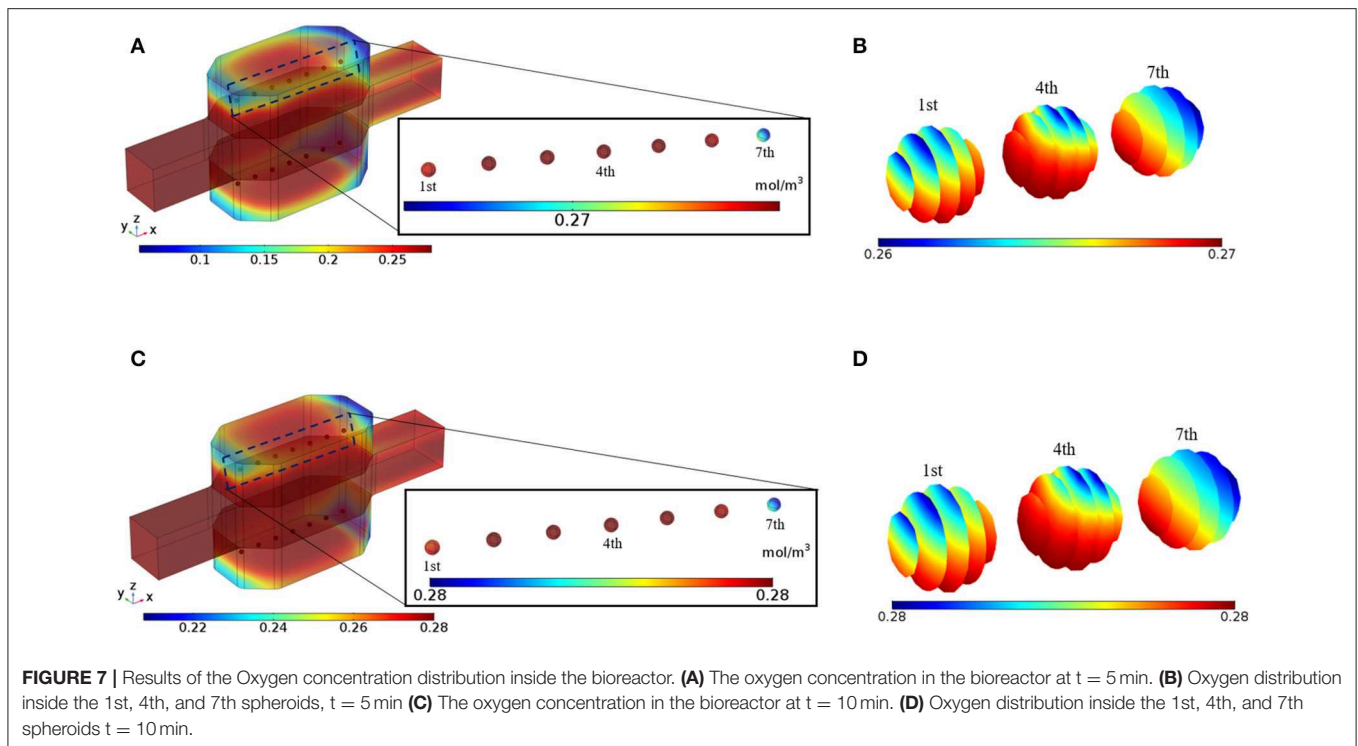 A
1st
4th
7th
mol/m³
0.27
y z x
0.1 0.15 0.2 0.25
B
1st
4th
7th
0.26 0.27
C
1st
4th
7th
mol/m³
0.28 0.28
y z x
0.22 0.24 0.26 0.28
D
1st
4th
7th
0.28 0.28
FIGURE 7 | Results of the Oxygen concentration distribution inside the bioreactor. (A) The oxygen concentration in the bioreactor at t = 5 min. (B) Oxygen distribution
inside the 1st, 4th, and 7th spheroids, t = 5 min (C) The oxygen concentration in the bioreactor at t = 10 min. (D) Oxygen distribution inside the 1st, 4th, and 7th
spheroids t = 10 min.